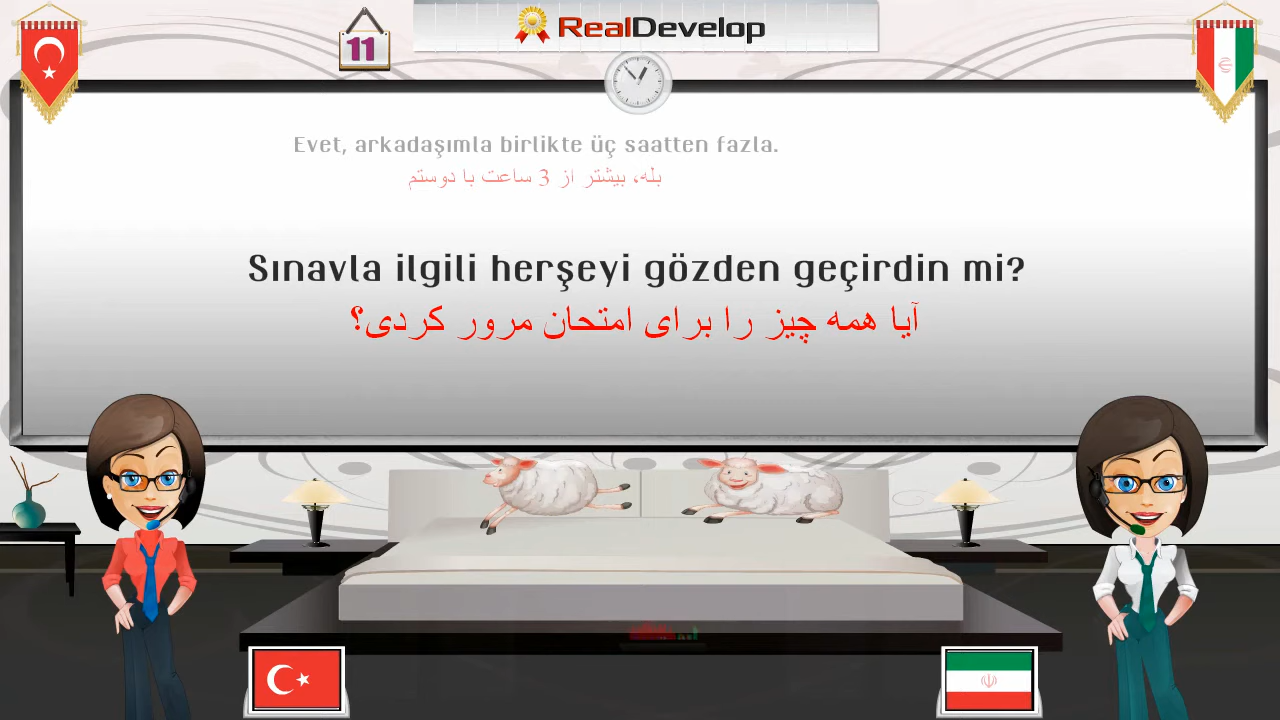 11
RealDevelop
Evet, arkadaşımla birlikte üç saatten fazla.
بله، بیشتر از 3 ساعت با دوستم
Sınavla ilgili herşeyi gözden geçirdin mi?
آیا همه چیز را برای امتحان مرور کردی؟